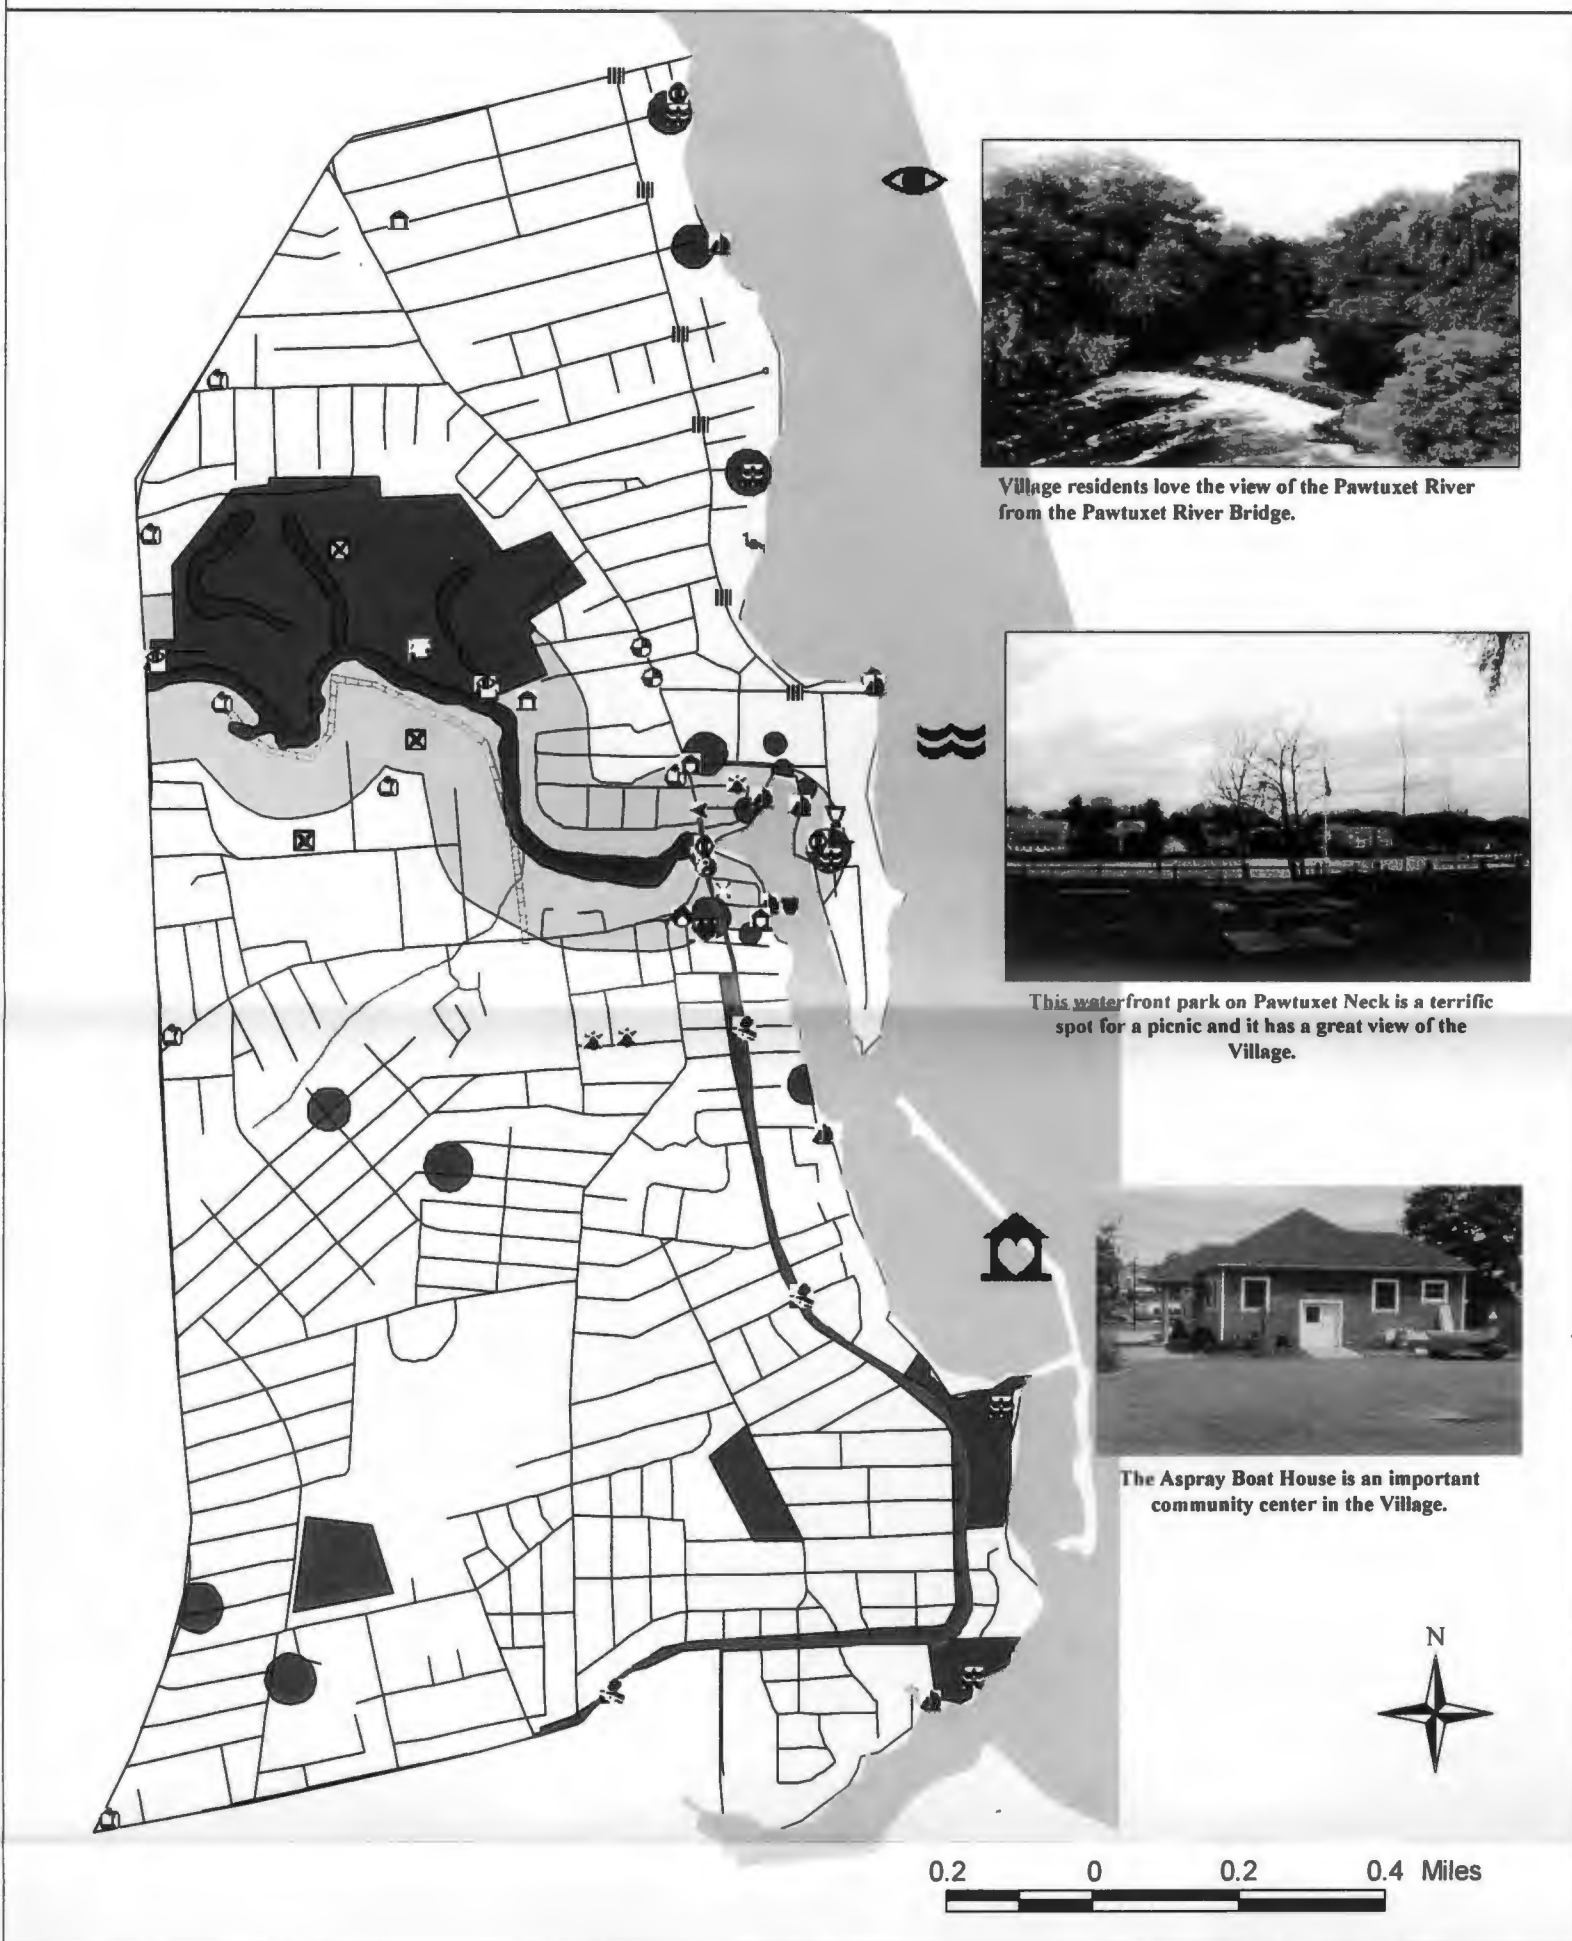 Village residents love the view of the Pawtuxet River
from the Pawtuxet River Bridge.
This waterfront park on Pawtuxet Neck is a terrific
spot for a picnic and it has a great view of the
Village.
The Aspray Boat House is an important
community center in the Village.
N
0.2 0 0.2 0.4 Miles